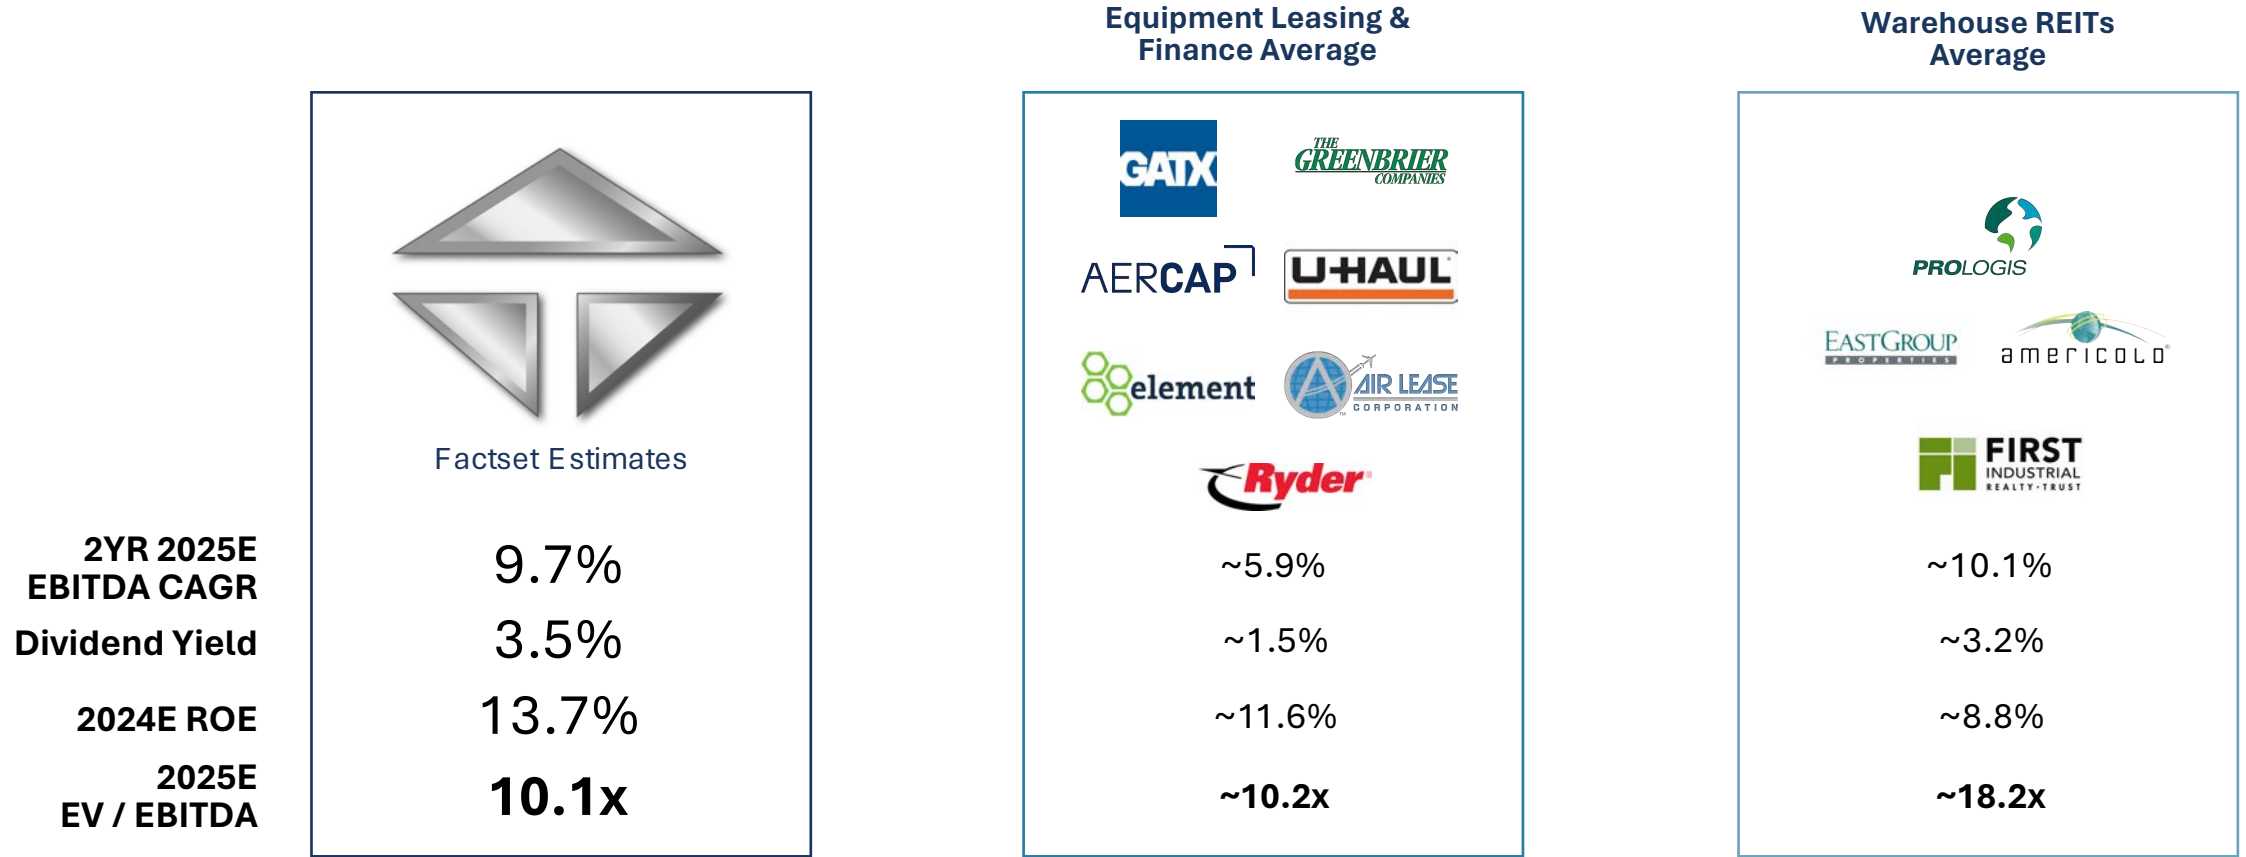 Equipment Leasing &
Finance Average
Warehouse REITs
Average
GATX
THE
GREENBRIER
COMPANIES
AERCAP
U-HAUL
element
AIR LEASE
CORPORATION
Ryder
PROLOGIS
EASTGROUP
PROPERTIES
americold
FIRST
INDUSTRIAL
REALTY·TRUST
Factset Estimates
2YR 2025E
EBITDA CAGR
9.7%
~5.9%
~10.1%
Dividend Yield
3.5%
~1.5%
~3.2%
2024E ROE
13.7%
~11.6%
~8.8%
2025E
EV / EBITDA
10.1x
~10.2x
~18.2x